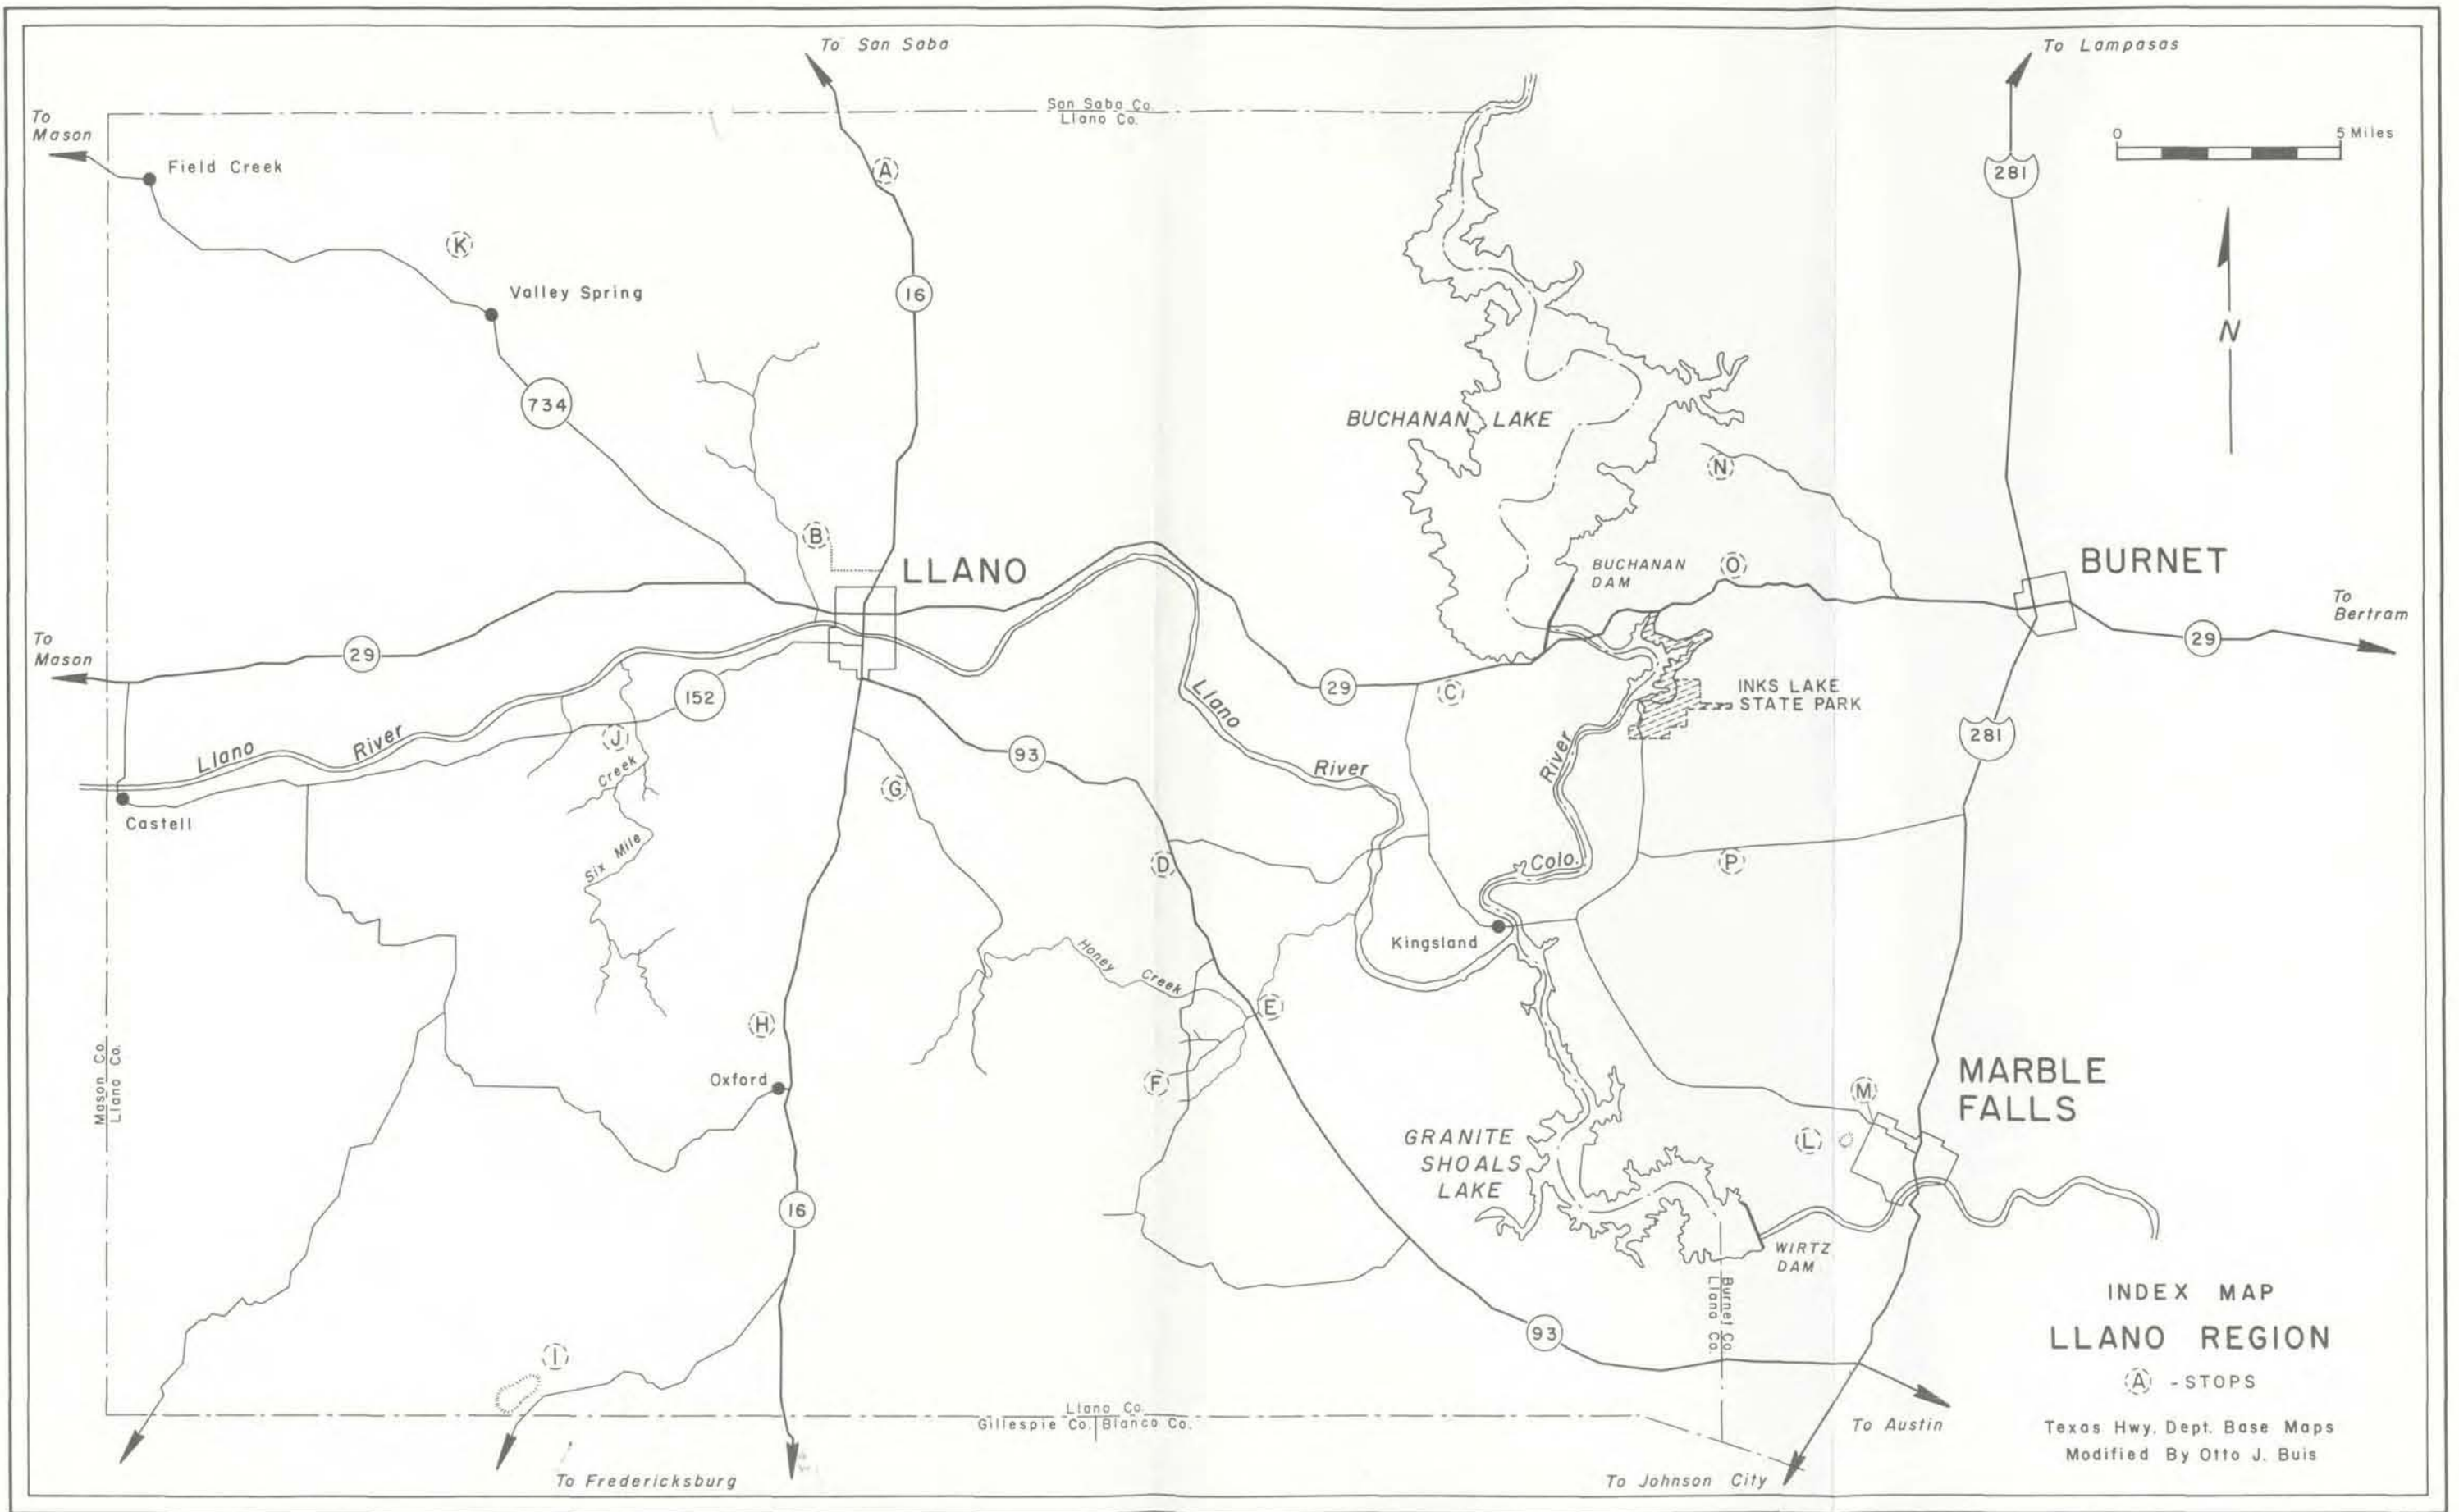 To San Saba
To Lampasas
San Saba Co.
Llano Co.
To
Mason
Field Creek
0 5 Miles
A
281
K
Valley Spring
16
N
734
BUCHANAN LAKE
N
B
LLANO
BUCHANAN
DAM
O
BURNET
To
Bertram
To
Mason
29
152
29
C
INKS LAKE
STATE PARK
29
Llano
River
J
Creek
Six Mile
Castell
93
G
Llano
River
River
281
D
Colo.
P
Kingsland
Honey
Creek
H
E
F
Oxford
Mason Co.
Llano Co.
M
MARBLE
FALLS
L
GRANITE
SHOALS
LAKE
16
WIRTZ
DAM
Burnet Co.
Llano Co.
I
93
INDEX MAP
LLANO REGION
A - STOPS
Llano Co.
Gillespie Co. Blanco Co.
To Austin
Texas Hwy. Dept. Base Maps
Modified By Otto J. Buis
To Fredericksburg
To Johnson City